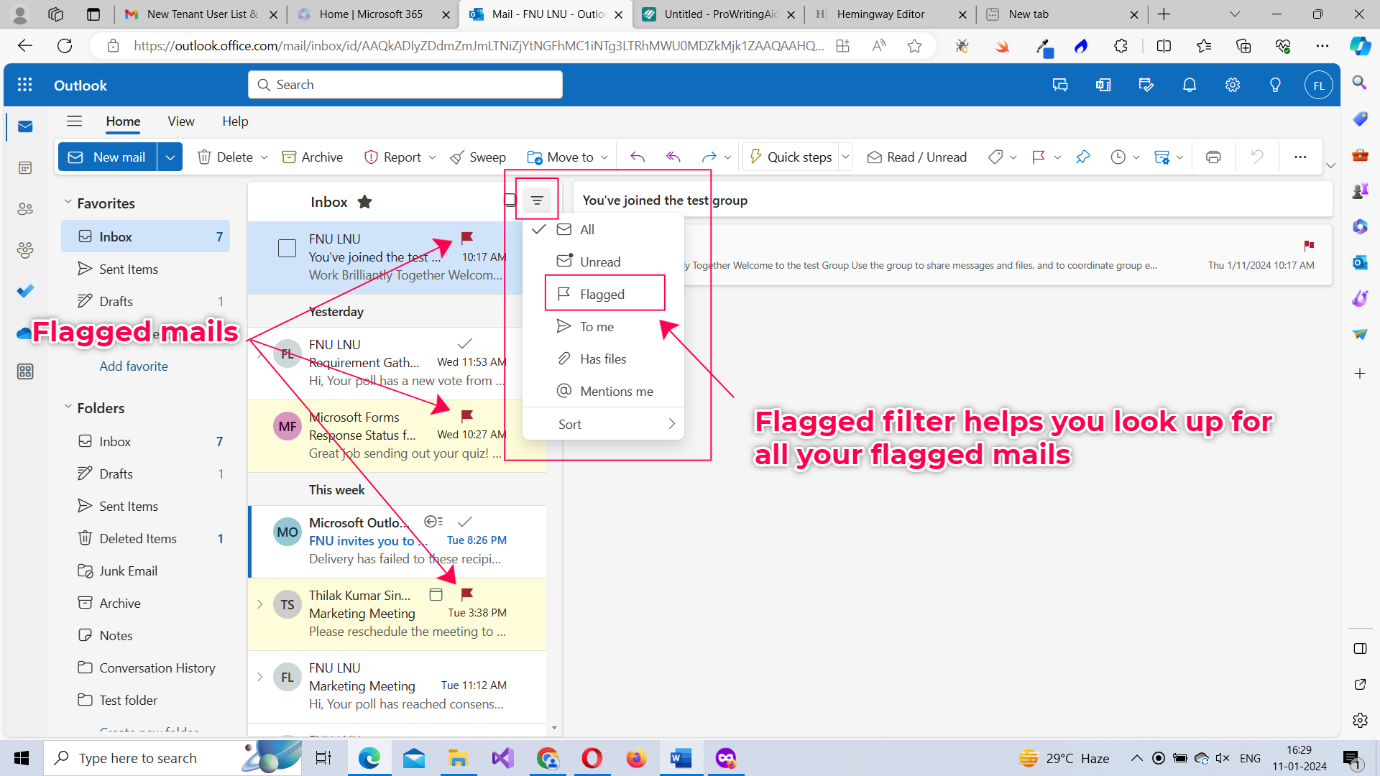 New Tenant User List &
Home | Microsoft 365
Mail - FNU LNU - Outlo
Untitled - ProWritingAid
Hemingway Editor
New tab
https://outlook.office.com/mail/inbox/id/AAQkADIyZDdmZmJmLTNiZjYtNGFhMC1iNTg3LTRhMWU0MDZkMjk1ZAAQAAHQ...
Outlook
Search
FL
Home
View
Help
New mail
Delete
Archive
Report
Sweep
Move to
Quick steps
Read / Unread
Favorites
Inbox 7
Sent Items
Drafts 1
Add favorite
Folders
Inbox 7
Drafts 1
Sent Items
Deleted Items 1
Junk Email
Archive
Notes
Conversation History
Test folder
Create new folder
Inbox
FNU LNU
You've joined the test ... 10:17 AM
Work Brilliantly Together Welcom...
Yesterday
FL
FNU LNU
Requirement Gath... Wed 11:53 AM
Hi, Your poll has a new vote from ...
MF
Microsoft Forms
Response Status f... Wed 10:27 AM
Great job sending out your quiz! ...
This week
MO
Microsoft Outlo...
FNU invites you to ... Tue 8:26 PM
Delivery has failed to these recipi...
TS
Thilak Kumar Sin...
Marketing Meeting Tue 3:38 PM
Please reschedule the meeting to ...
FL
FNU LNU
Marketing Meeting Tue 11:12 AM
Hi, Your poll has reached consens...
All
Unread
Flagged
To me
Has files
Mentions me
Sort
You've joined the test group
Together Welcome to the test Group Use the group to share messages and files, and to coordinate group e...
Thu 1/11/2024 10:17 AM
Flagged mails
Flagged filter helps you look up for
all your flagged mails
Type here to search
29°C Haze
ENG
16:29
11-01-2024
1